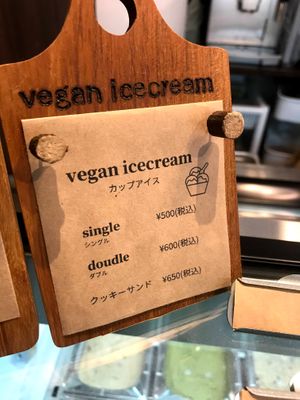 vegan icecream
vegan icecream
カップアイス
single ¥500(税込)
シングル
doudle ¥600(税込)
ダブル
クッキーサンド ¥650(税込)